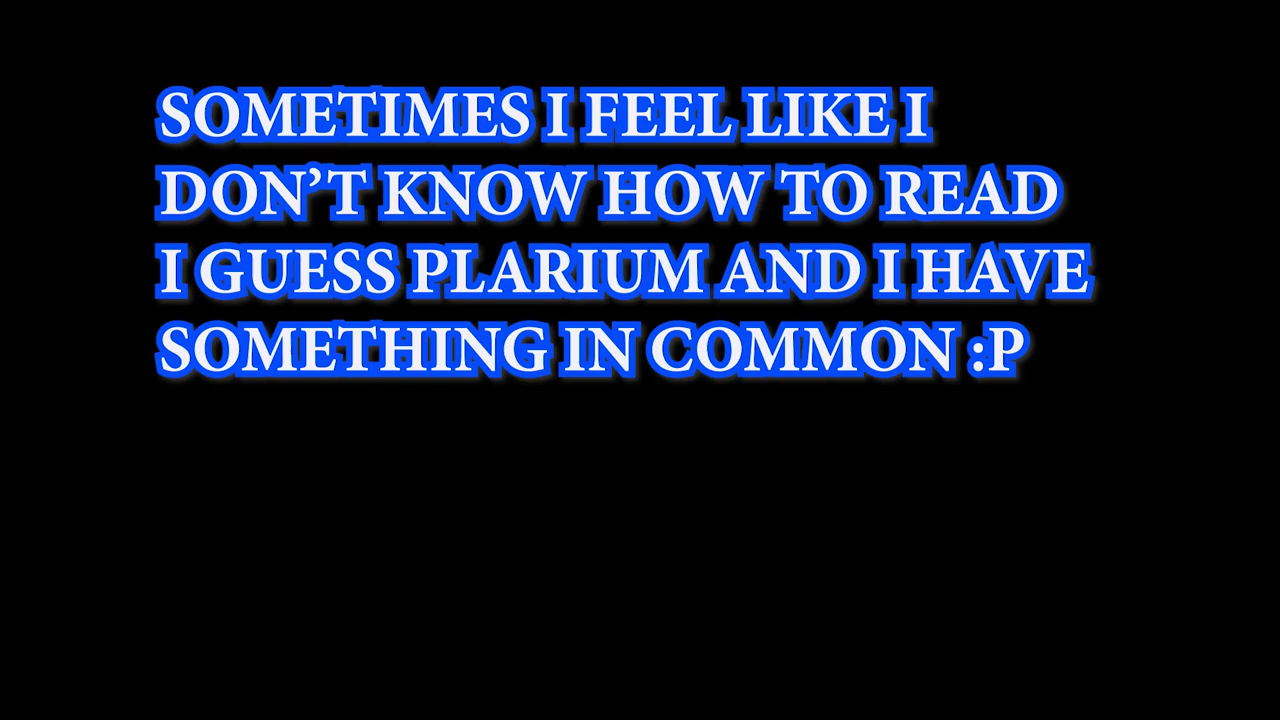 SOMETIMES I FEEL LIKE I
DON’T KNOW HOW TO READ
I GUESS PLARIUM AND I HAVE
SOMETHING IN COMMON :P